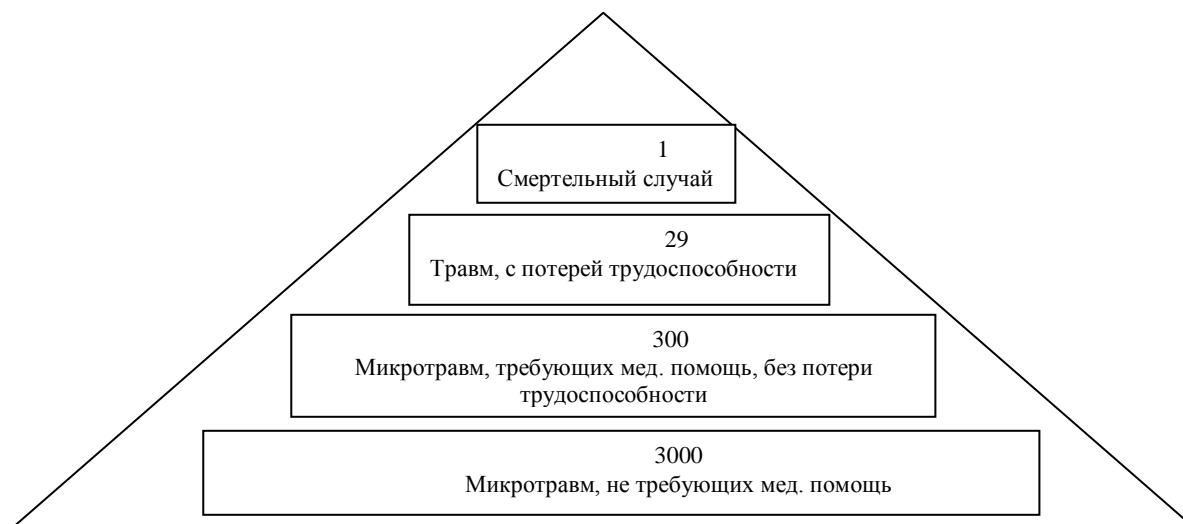 1
Смертельный случай
29
Травм, с потерей трудоспособности
300
Микротравм, требующих мед. помощь, без потери
трудоспособности
3000
Микротравм, не требующих мед. помощь